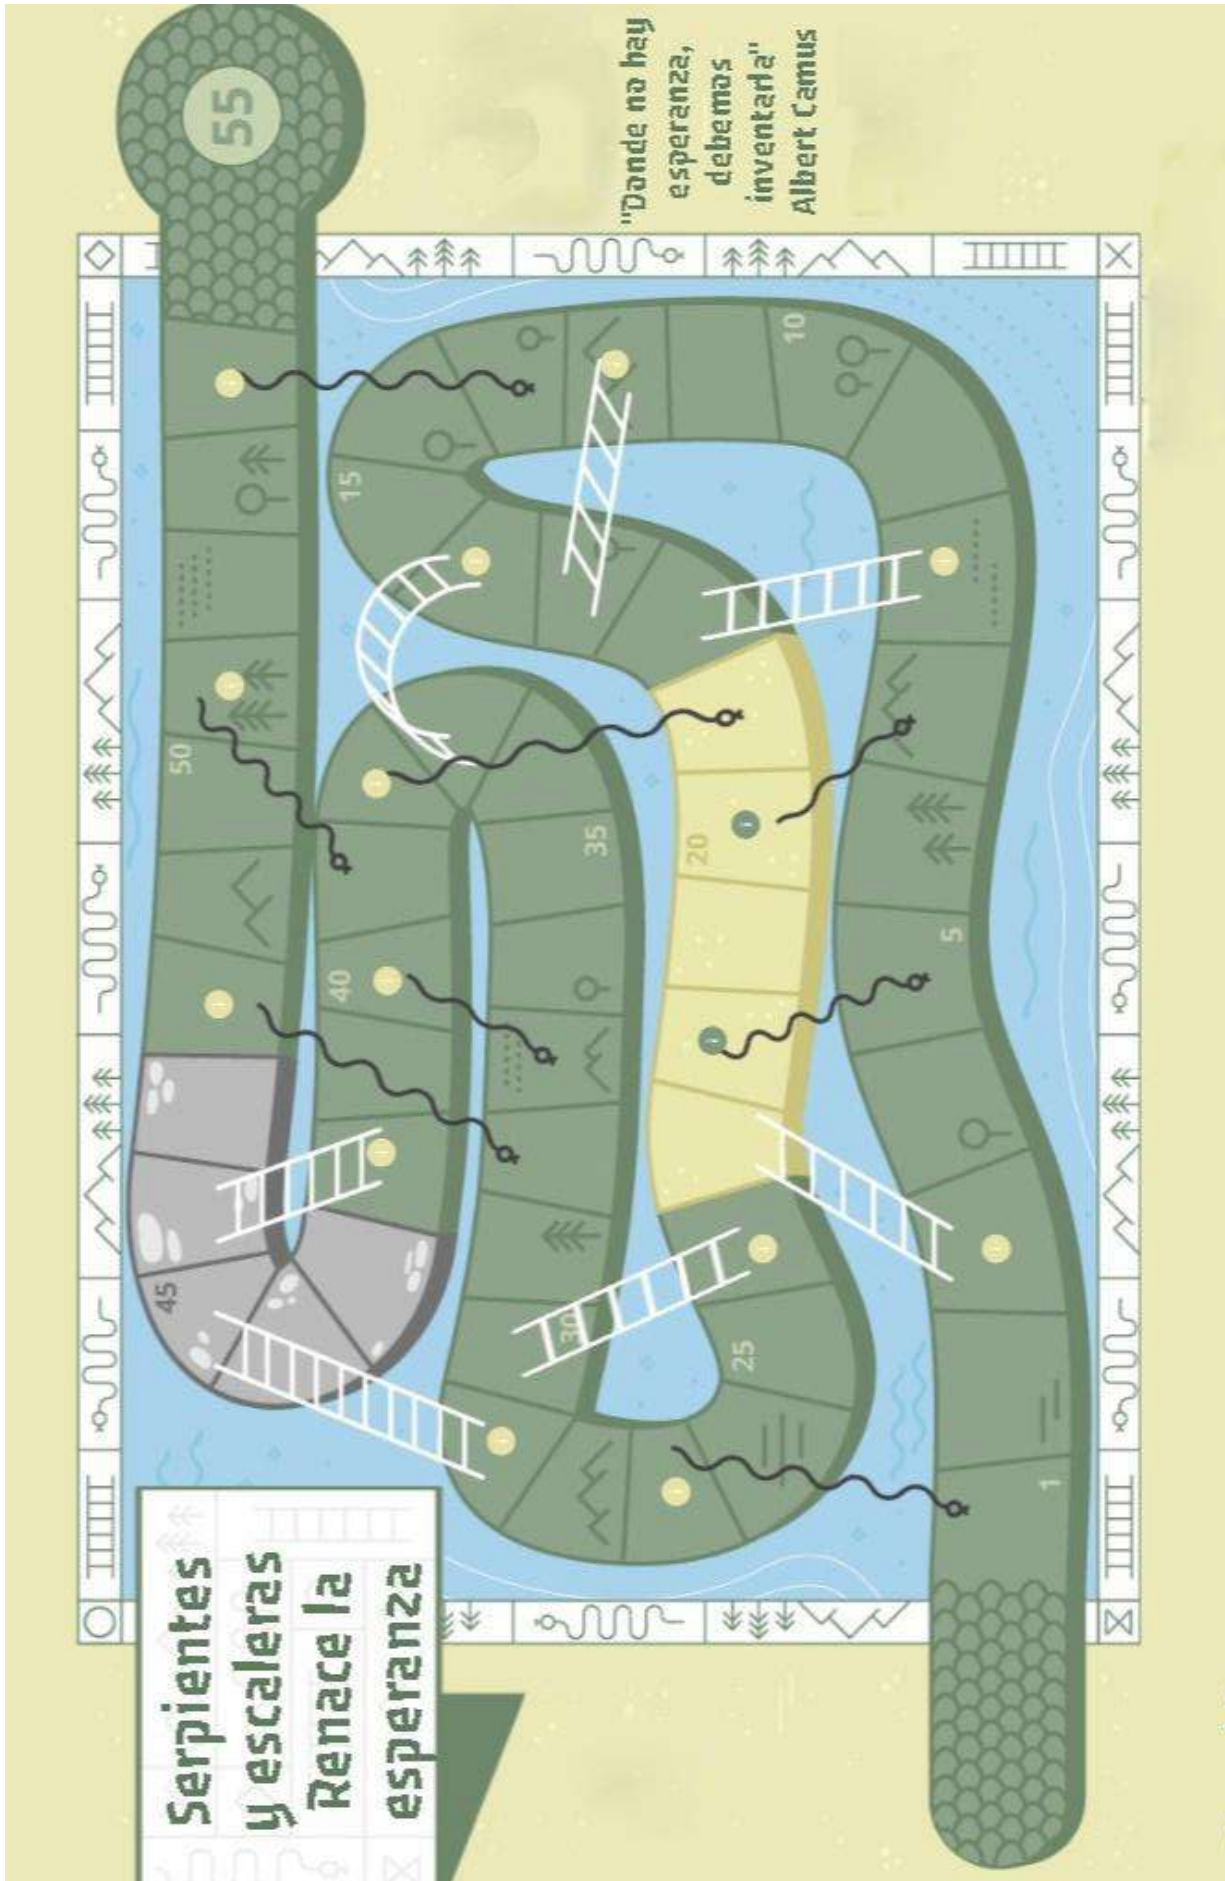 Serpientes
y escaleras
Renace la
esperanza
"Donde no hay
esperanza,
debemos
inventarla"
Albert Camus
55
50
45
40
35
30
25
20
15
10
5
1